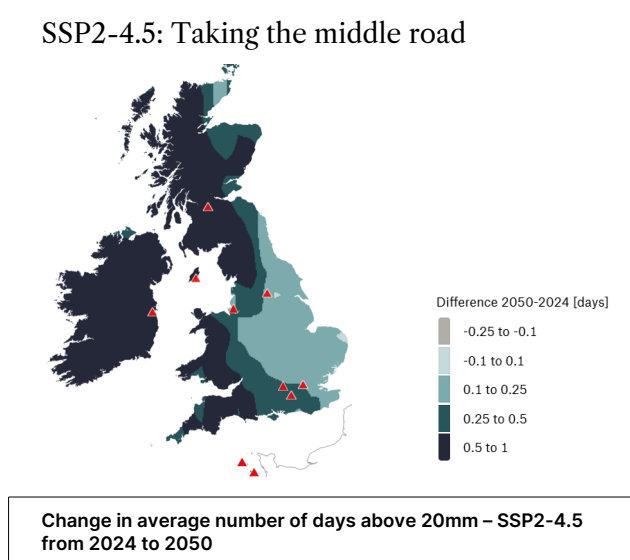 SSP2-4.5: Taking the middle road
Difference 2050-2024 [days]
-0.25 to -0.1
-0.1 to 0.1
0.1 to 0.25
0.25 to 0.5
0.5 to 1
Change in average number of days above 20mm – SSP2-4.5
from 2024 to 2050